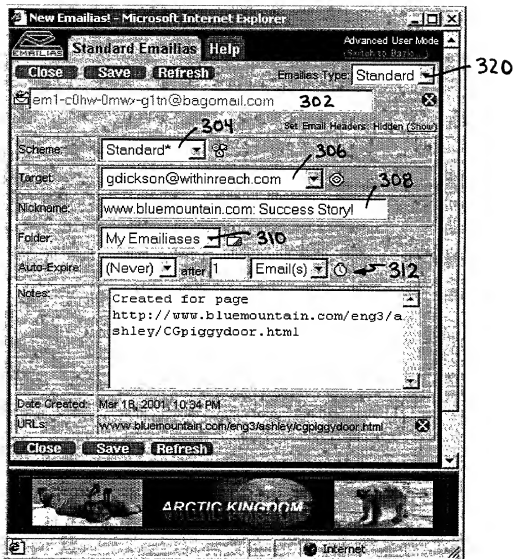 New Emailias! - Microsoft Internet Explorer
EMAILIAS Standard Emailias Help Advanced User Mode
(Switch to Basic)
Close Save Refresh Emailias Type: Standard 320
em1-c0hw-0mwx-g1tn@bagomail.com 302
Set Email Headers: Hidden (Show)
Scheme: Standard* 304
Target: gdickson@withinreach.com 306
Nickname: www.bluemountain.com: Success Story! 308
Folder: My Emailiases 310
Auto-Expire: (Never) after 1 Email(s) 312
Notes: Created for page
http://www.bluemountain.com/eng3/a
shley/CGpiggydoor.html
Date Created: Mar 18, 2001, 10:34 PM
URLs: www.bluemountain.com/eng3/ashley/cgpiggydoor.html
Close Save Refresh
ARCTIC KINGDOM
Internet